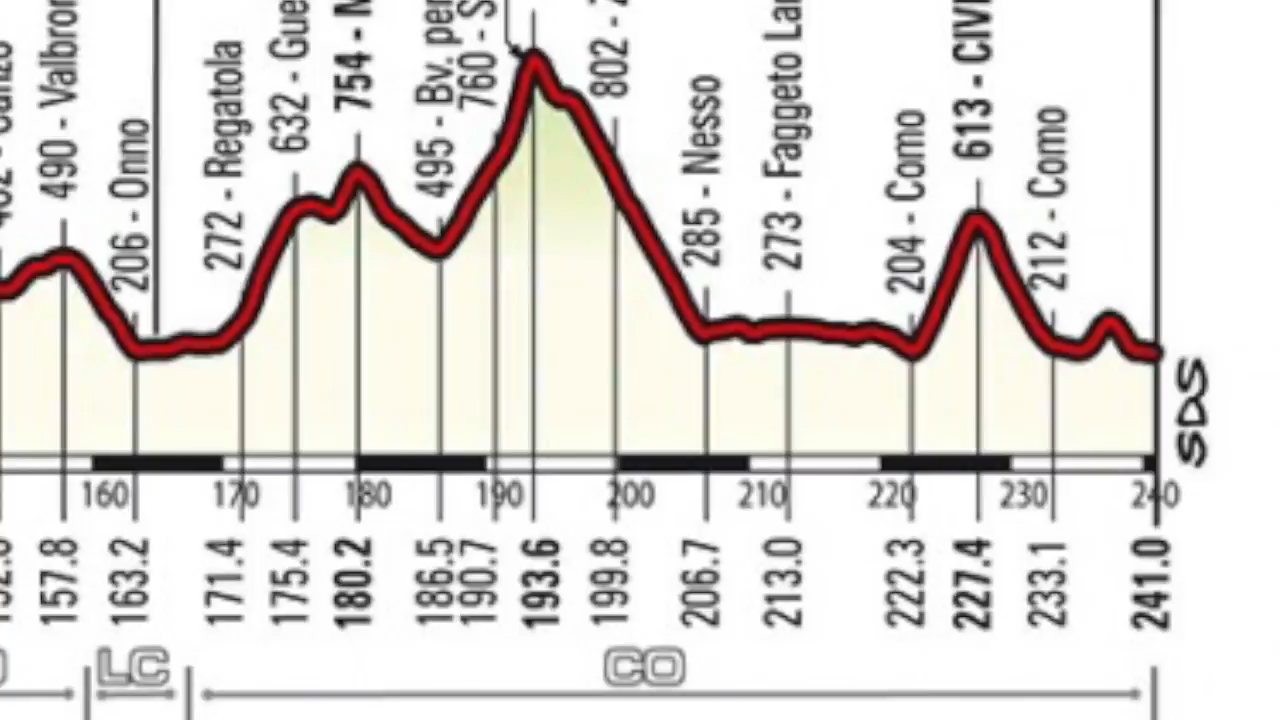 490 - Valbron
206 - Onno
272 - Regatola
632 - Gue
754 -
495 - Bv. per
760 - S
802 -
285 - Nesso
273 - Faggeto Lar
204 - Como
613 - CIVI
212 - Como
SDS
160 170 180 190 200 210 220 230 240
157.8
163.2
171.4
175.4
180.2
186.5
190.7
193.6
199.8
206.7
213.0
222.3
227.4
233.1
241.0
LC
CO